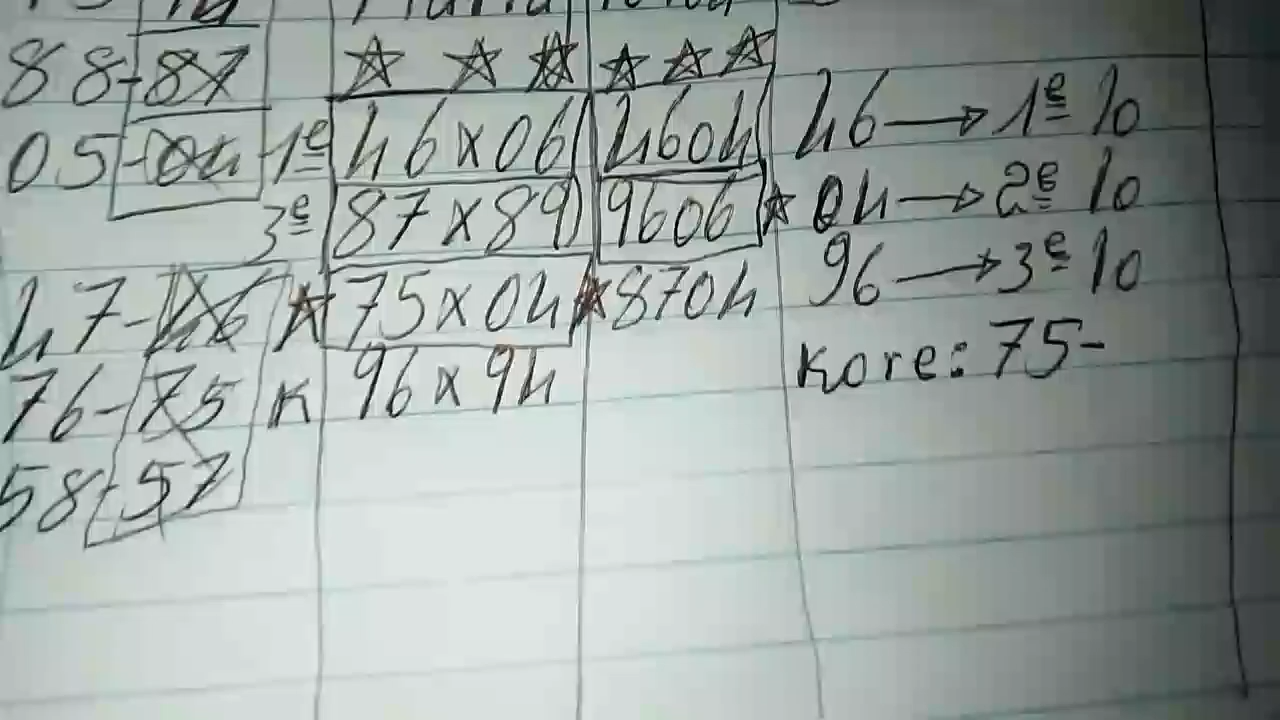 88-87
05-04 1e 46x06 4604 46→1e lo
3e 87x89 9606 04→2e lo
47-46 75x04 8704 96→3e lo
76-75 K 96x94 Kore: 75-
58-57